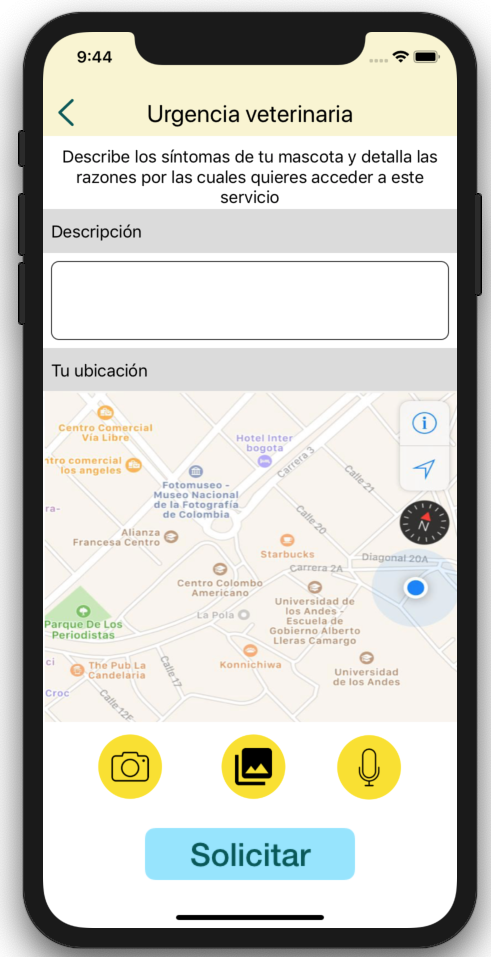 9:44
Urgencia veterinaria
Describe los síntomas de tu mascota y detalla las
razones por las cuales quieres acceder a este
servicio
Descripción
Tu ubicación
Centro Comercial
Vía Libre
Hotel Inter
bogota
ntro comercial
los angeles
Carrera 3
Calle 21
Fotomuseo -
Museo Nacional
de la Fotografía
de Colombia
ra-
Calle 20
N
Alianza
Francesa Centro
Starbucks
Diagonal 20A
Carrera 2A
Centro Colombo
Americano
Universidad de
los Andes -
Escuela de
Gobierno Alberto
Lleras Camargo
La Pola
Parque De Los
Periodistas
ci
The Pub La
Candelaria
Calle 17
Konnichiwa
Universidad
de los Andes
Croc
Calle 12F
Solicitar